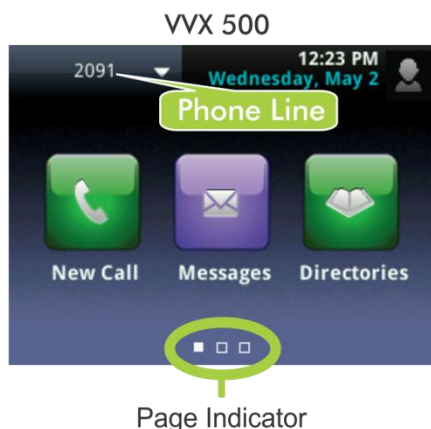 VVX 500
2091
12:23 PM
Wednesday, May 2
Phone Line
New Call Messages Directories
Page Indicator